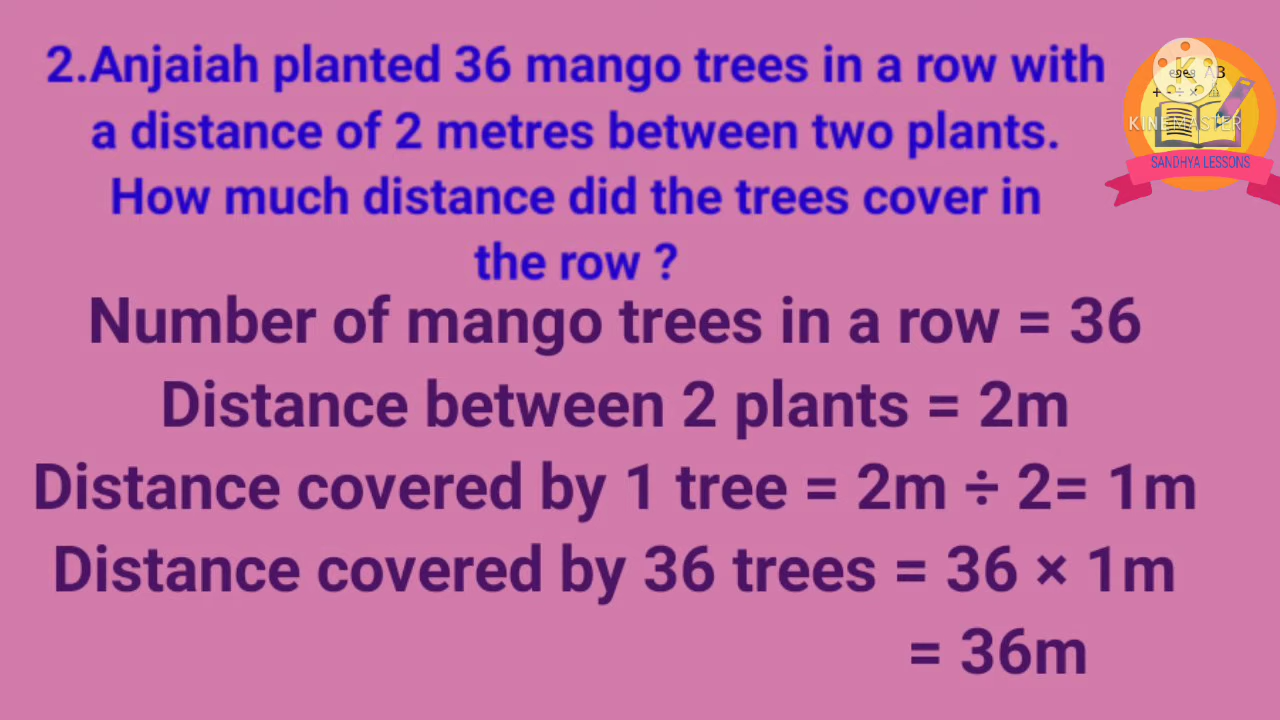 2.Anjaiah planted 36 mango trees in a row with
a distance of 2 metres between two plants.
How much distance did the trees cover in
the row ?
Number of mango trees in a row = 36
Distance between 2 plants = 2m
Distance covered by 1 tree = 2m ÷ 2= 1m
Distance covered by 36 trees = 36 × 1m
= 36m
K
AB
KINEMASTER
SANDHYA LESSONS